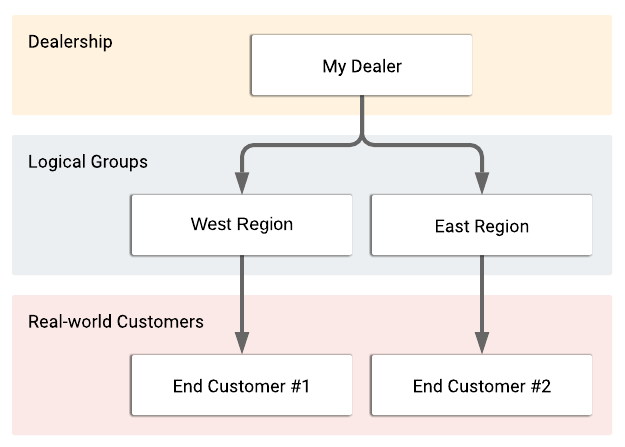 Dealership
My Dealer
Logical Groups
West Region
East Region
Real-world Customers
End Customer #1
End Customer #2